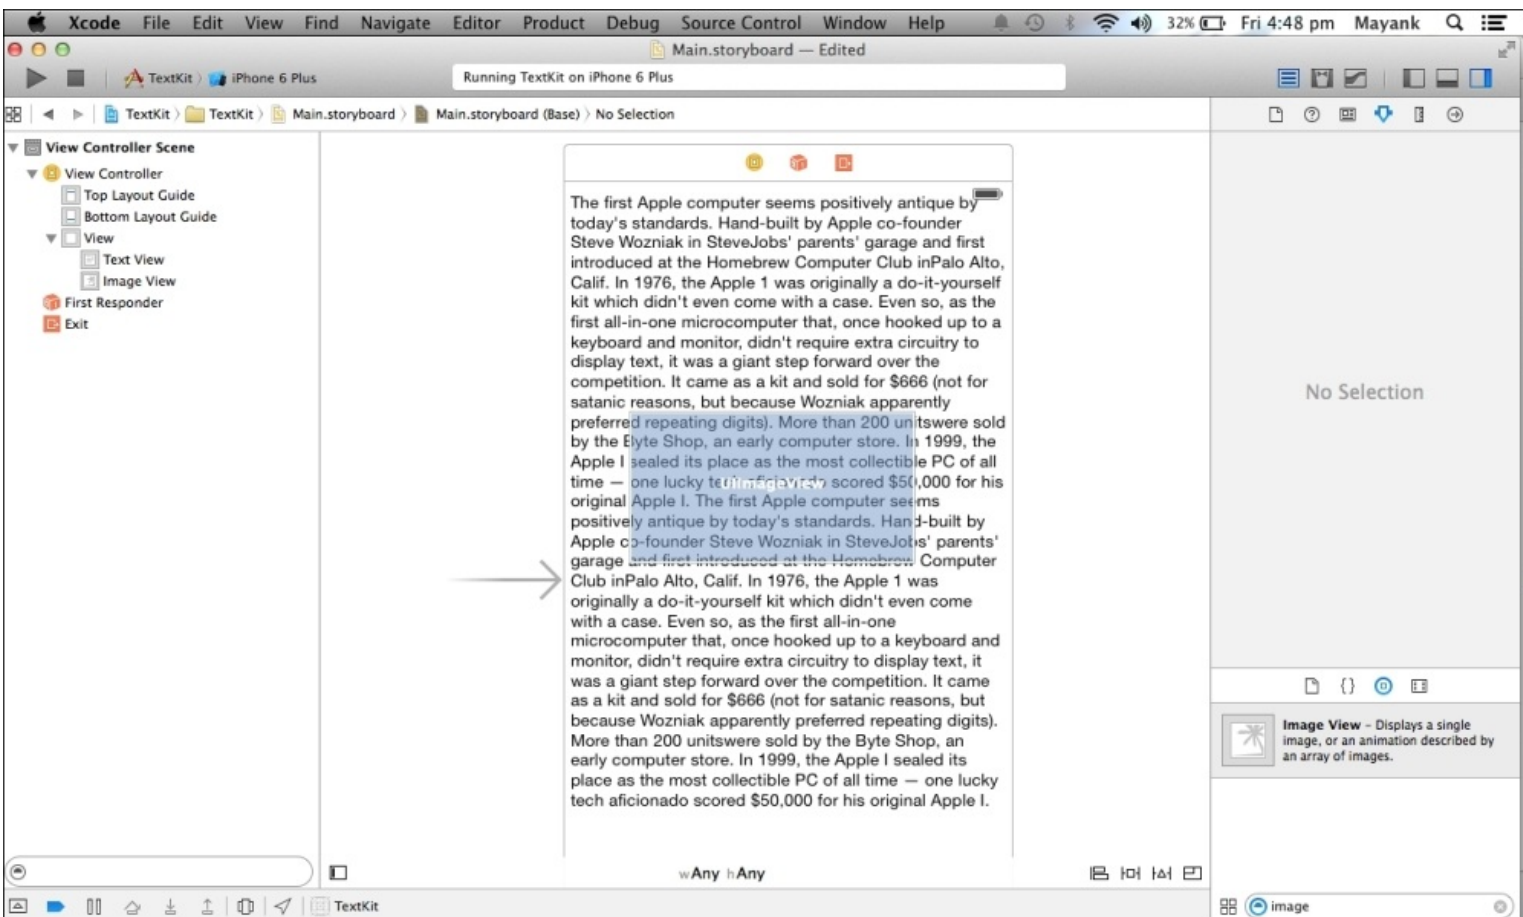 Xcode File Edit View Find Navigate Editor Product Debug Source Control Window Help 32% Fri 4:48 pm Mayank
Main.storyboard — Edited
TextKit iPhone 6 Plus
Running TextKit on iPhone 6 Plus
TextKit TextKit Main.storyboard Main.storyboard (Base) No Selection
View Controller Scene
View Controller
Top Layout Guide
Bottom Layout Guide
View
Text View
Image View
First Responder
Exit
The first Apple computer seems positively antique by
today's standards. Hand-built by Apple co-founder
Steve Wozniak in SteveJobs' parents' garage and first
introduced at the Homebrew Computer Club inPalo Alto,
Calif. In 1976, the Apple 1 was originally a do-it-yourself
kit which didn't even come with a case. Even so, as the
first all-in-one microcomputer that, once hooked up to a
keyboard and monitor, didn't require extra circuitry to
display text, it was a giant step forward over the
competition. It came as a kit and sold for $666 (not for
satanic reasons, but because Wozniak apparently
preferred repeating digits). More than 200 unitswere sold
by the Byte Shop, an early computer store. In 1999, the
Apple I sealed its place as the most collectible PC of all
time — one lucky tech aficionado scored $50,000 for his
UIImageView
original Apple I. The first Apple computer seems
positively antique by today's standards. Hand-built by
Apple co-founder Steve Wozniak in SteveJobs' parents'
garage and first introduced at the Homebrew Computer
Club inPalo Alto, Calif. In 1976, the Apple 1 was
originally a do-it-yourself kit which didn't even come
with a case. Even so, as the first all-in-one
microcomputer that, once hooked up to a keyboard and
monitor, didn't require extra circuitry to display text, it
was a giant step forward over the competition. It came
as a kit and sold for $666 (not for satanic reasons, but
because Wozniak apparently preferred repeating digits).
More than 200 unitswere sold by the Byte Shop, an
early computer store. In 1999, the Apple I sealed its
place as the most collectible PC of all time — one lucky
tech aficionado scored $50,000 for his original Apple I.
wAny hAny
No Selection
Image View – Displays a single
image, or an animation described by
an array of images.
TextKit
image